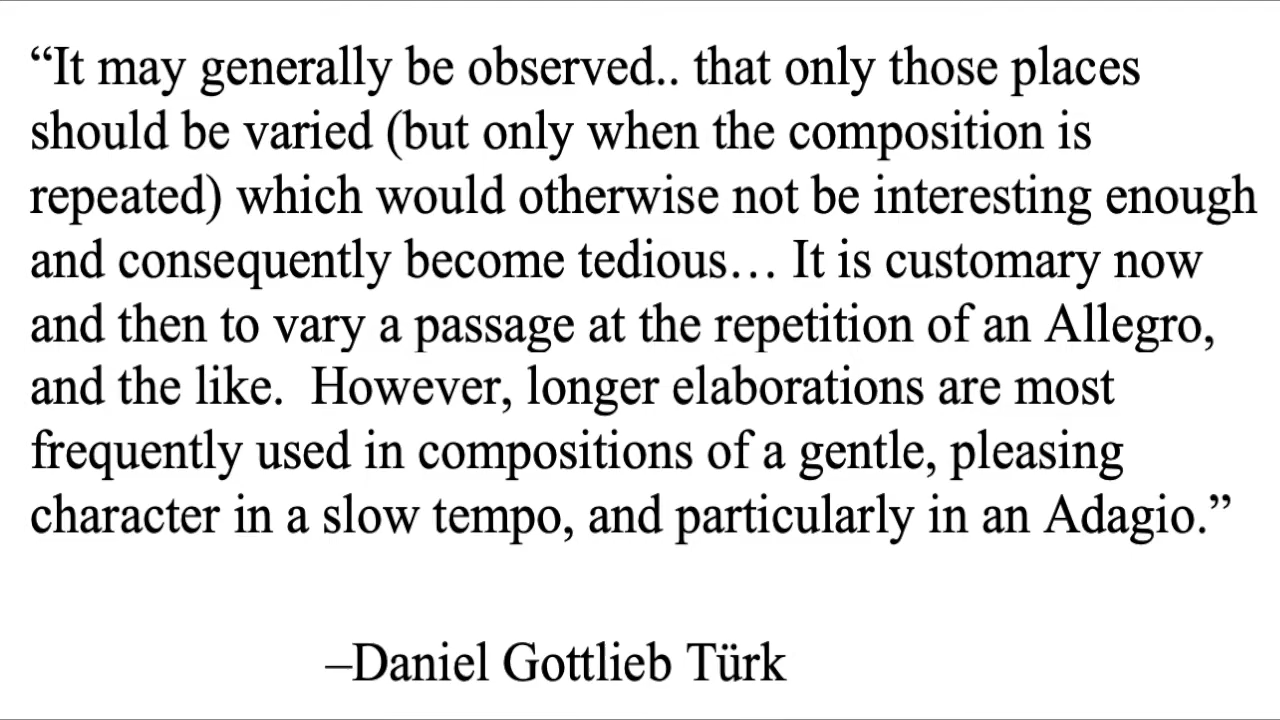 “It may generally be observed.. that only those places
should be varied (but only when the composition is
repeated) which would otherwise not be interesting enough
and consequently become tedious… It is customary now
and then to vary a passage at the repetition of an Allegro,
and the like.  However, longer elaborations are most
frequently used in compositions of a gentle, pleasing
character in a slow tempo, and particularly in an Adagio.”
–Daniel Gottlieb Türk